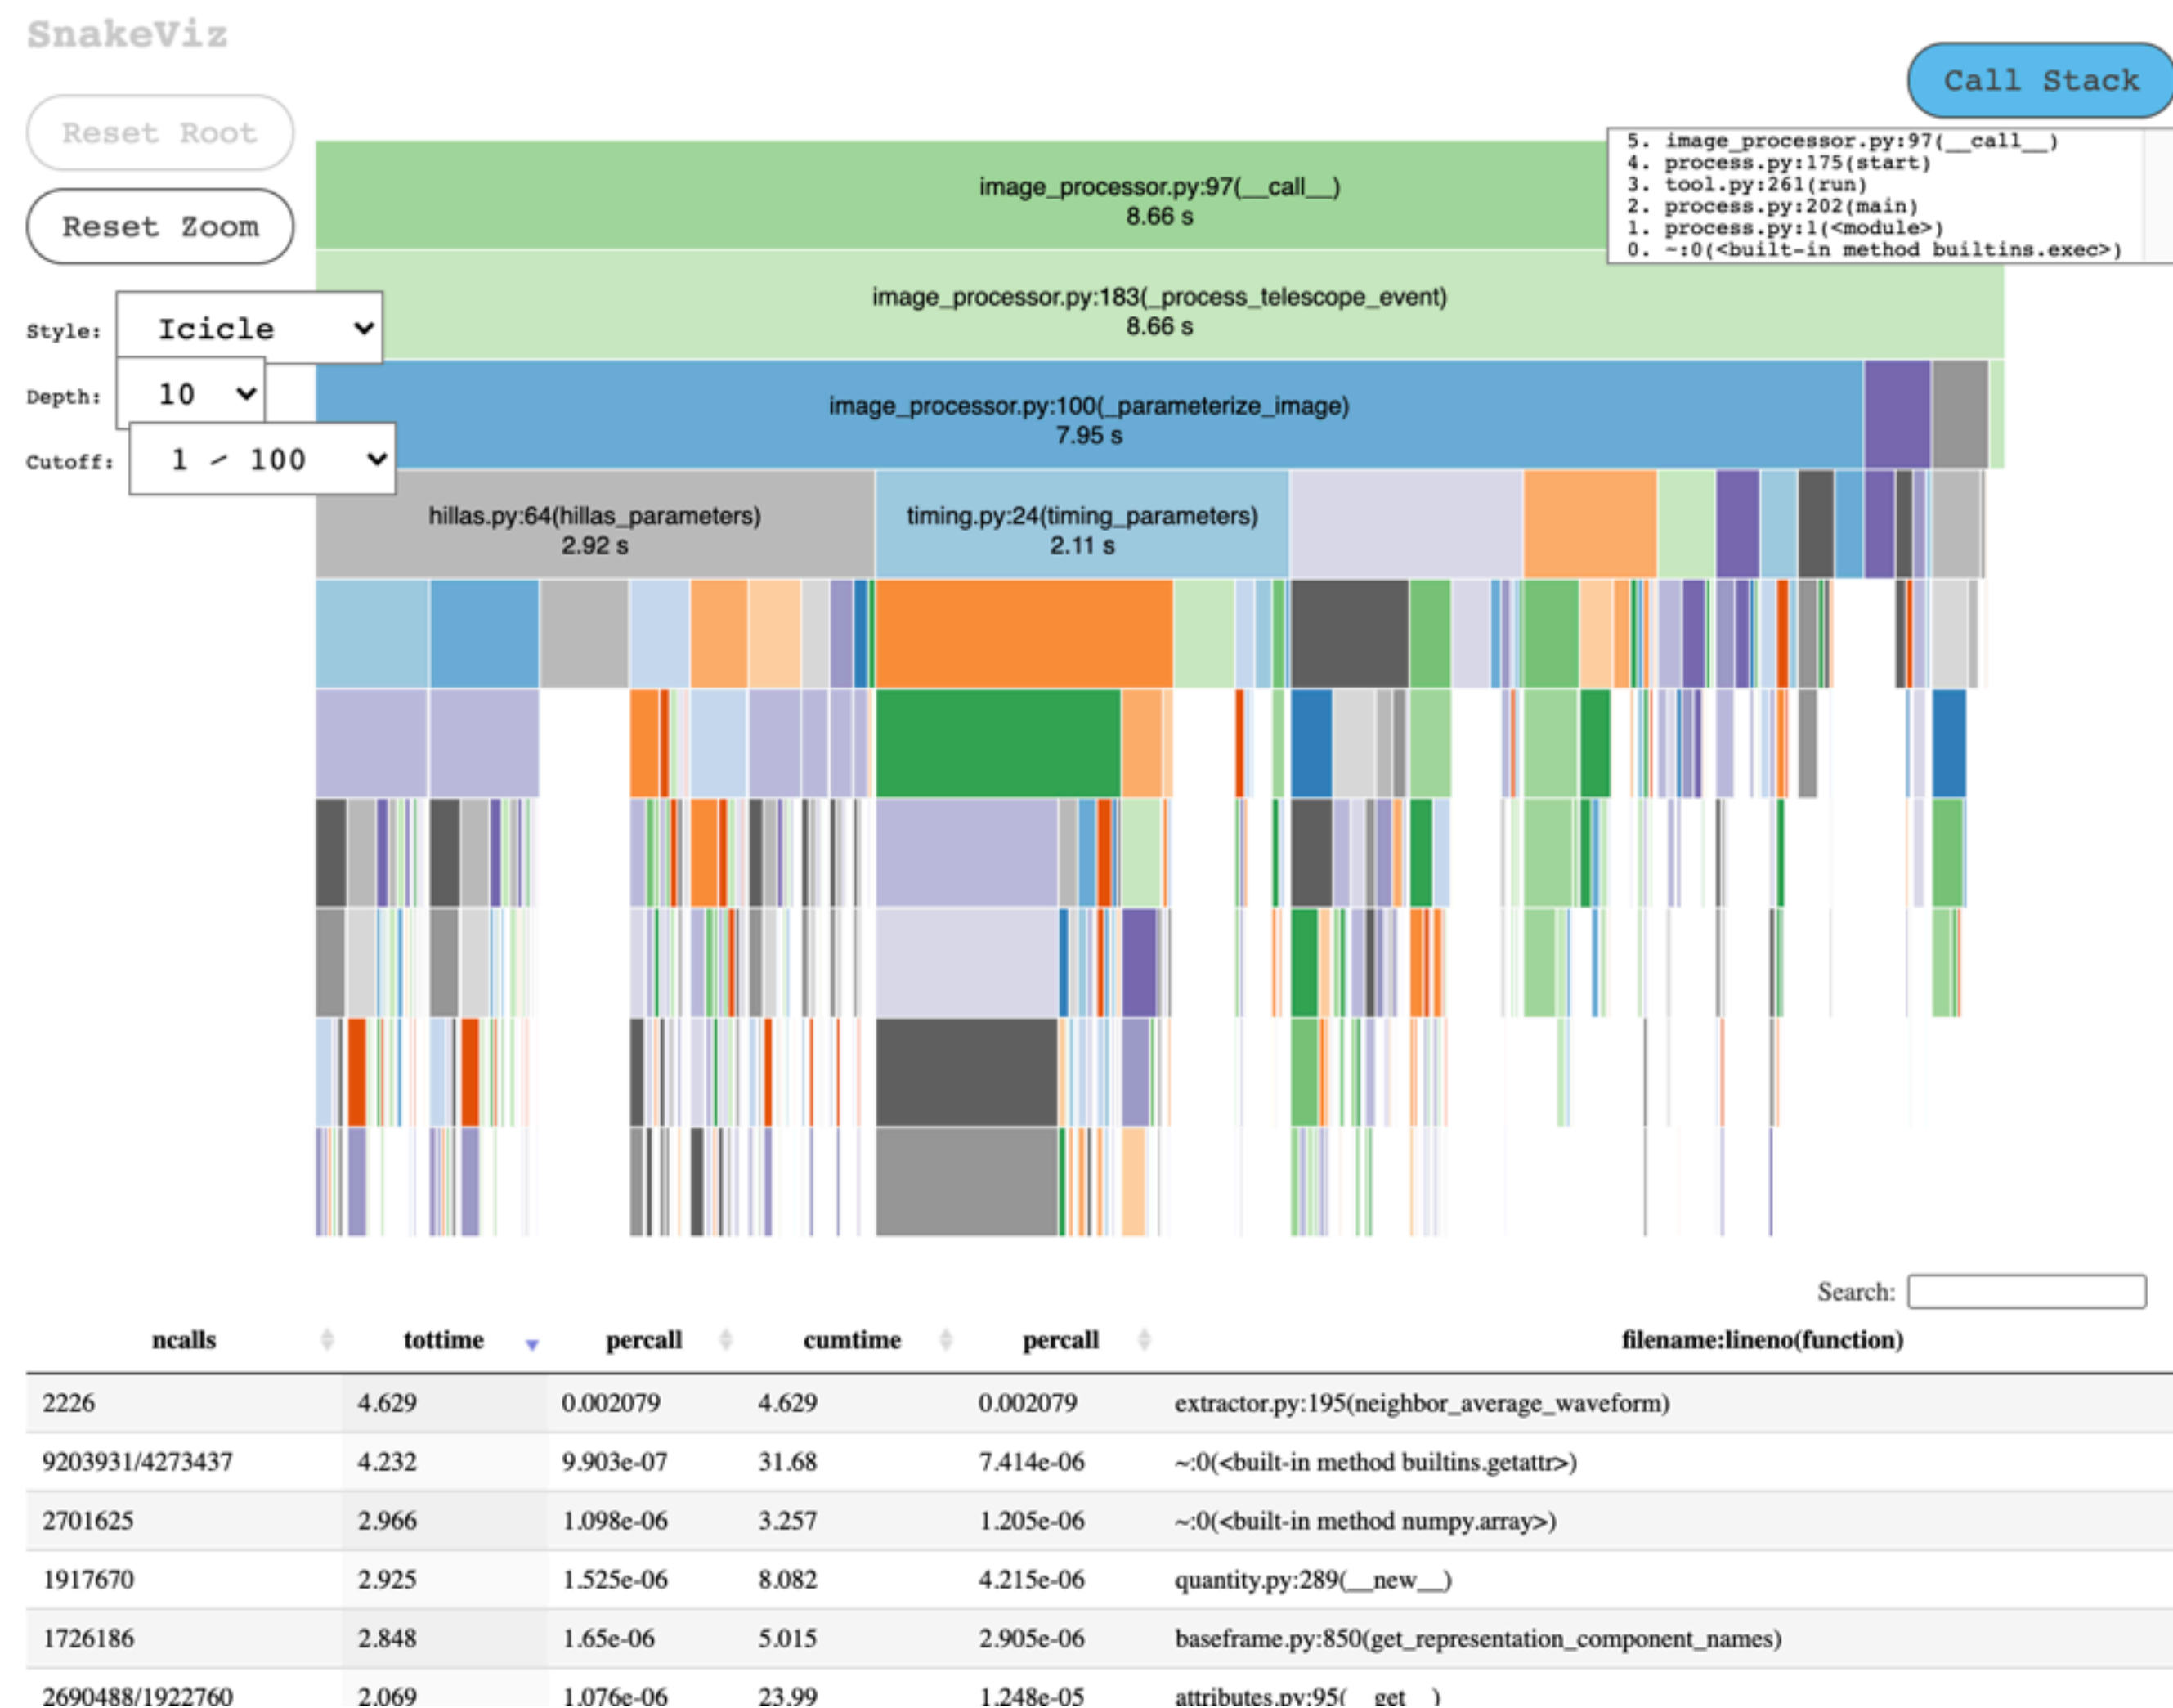 SnakeViz
Call Stack
Reset Root
Reset Zoom
5. image_processor.py:97(__call__)
4. process.py:175(start)
3. tool.py:261(run)
2. process.py:202(main)
1. process.py:1(<module>)
0. ~:0(<built-in method builtins.exec>)
image_processor.py:97(__call__)
8.66 s
image_processor.py:183(_process_telescope_event)
8.66 s
Style: Icicle
Depth: 10
Cutoff: 1 / 100
image_processor.py:100(_parameterize_image)
7.95 s
hillas.py:64(hillas_parameters)
2.92 s
timing.py:24(timing_parameters)
2.11 s
Search:
ncalls tottime percall cumtime percall filename:lineno(function)
2226 4.629 0.002079 4.629 0.002079 extractor.py:195(neighbor_average_waveform)
9203931/4273437 4.232 9.903e-07 31.68 7.414e-06 ~:0(<built-in method builtins.getattr>)
2701625 2.966 1.098e-06 3.257 1.205e-06 ~:0(<built-in method numpy.array>)
1917670 2.925 1.525e-06 8.082 4.215e-06 quantity.py:289(__new__)
1726186 2.848 1.65e-06 5.015 2.905e-06 baseframe.py:850(get_representation_component_names)
2690488/1922760 2.069 1.076e-06 23.99 1.248e-05 attributes.py:95(__get__)